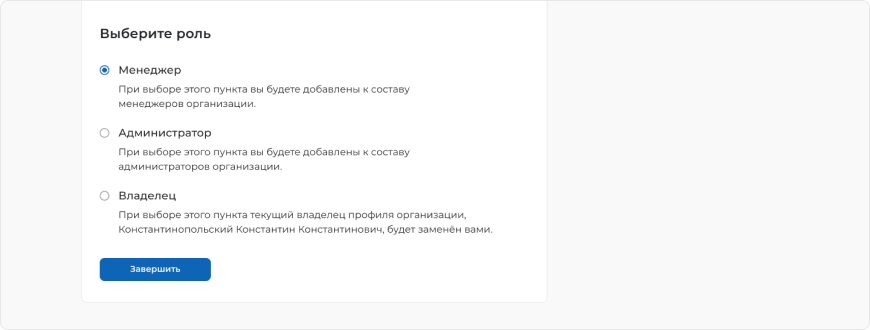 Выберите роль
Менеджер
При выборе этого пункта вы будете добавлены к составу
менеджеров организации.
Администратор
При выборе этого пункта вы будете добавлены к составу
администраторов организации.
Владелец
При выборе этого пункта текущий владелец профиля организации,
Константинопольский Константин Константинович, будет заменён вами.
Завершить